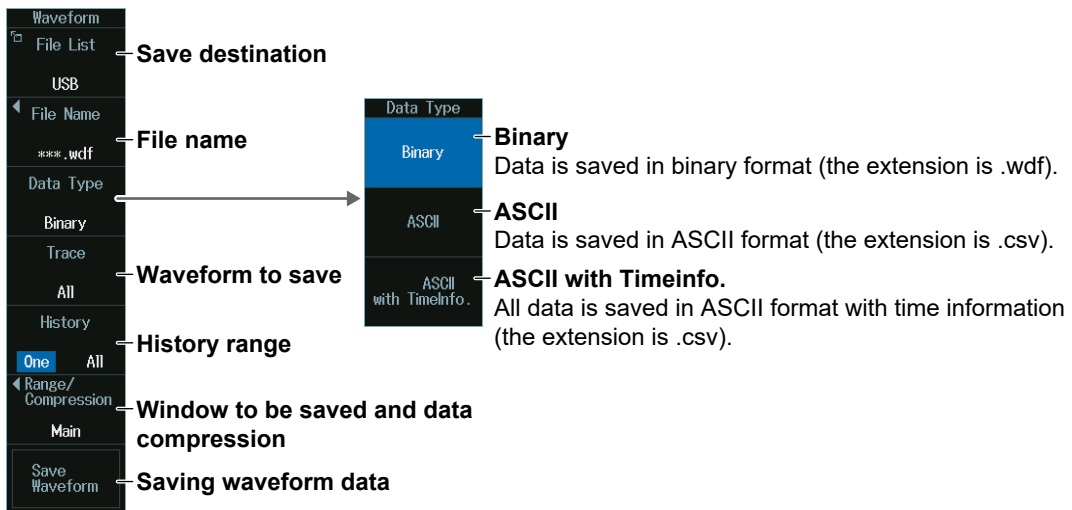 Waveform
File List
USB
Save destination
File Name
***.wdf
File name
Data Type
Binary
Trace
All
Waveform to save
History
One All
History range
Range/
Compression
Main
Window to be saved and data
compression
Save
Waveform
Saving waveform data
Data Type
Binary
Binary
Data is saved in binary format (the extension is .wdf).
ASCII
ASCII
Data is saved in ASCII format (the extension is .csv).
ASCII
with TimeInfo.
ASCII with Timeinfo.
All data is saved in ASCII format with time information
(the extension is .csv).